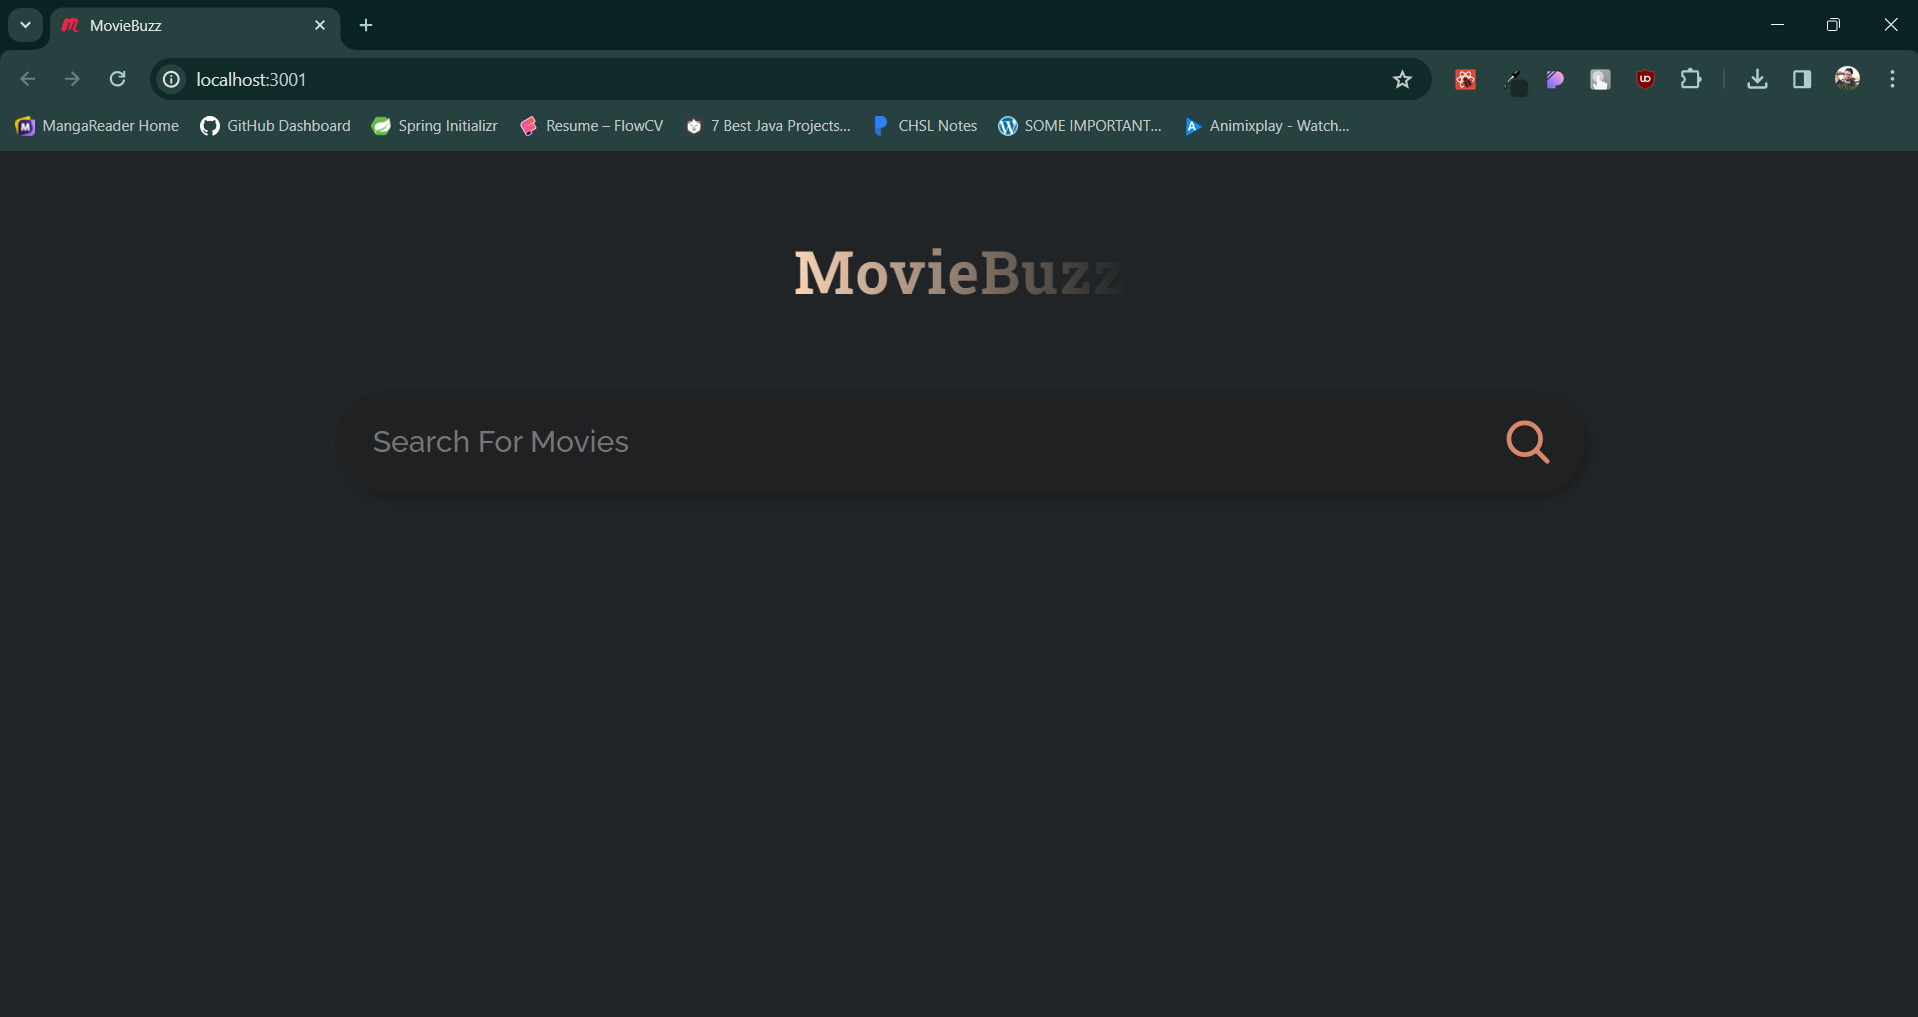 MovieBuzz
localhost:3001
MangaReader Home GitHub Dashboard Spring Initializr Resume – FlowCV 7 Best Java Projects... CHSL Notes SOME IMPORTANT... Animixplay - Watch...
MovieBuzz
Search For Movies